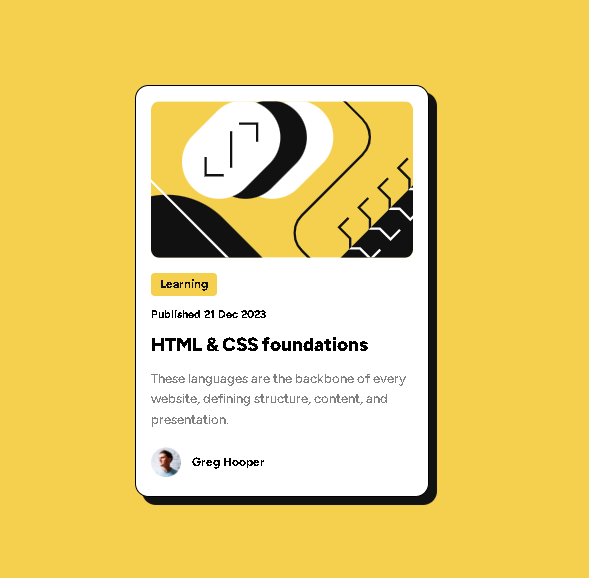 Learning
Published 21 Dec 2023
HTML & CSS foundations
These languages are the backbone of every
website, defining structure, content, and
presentation.
Greg Hooper